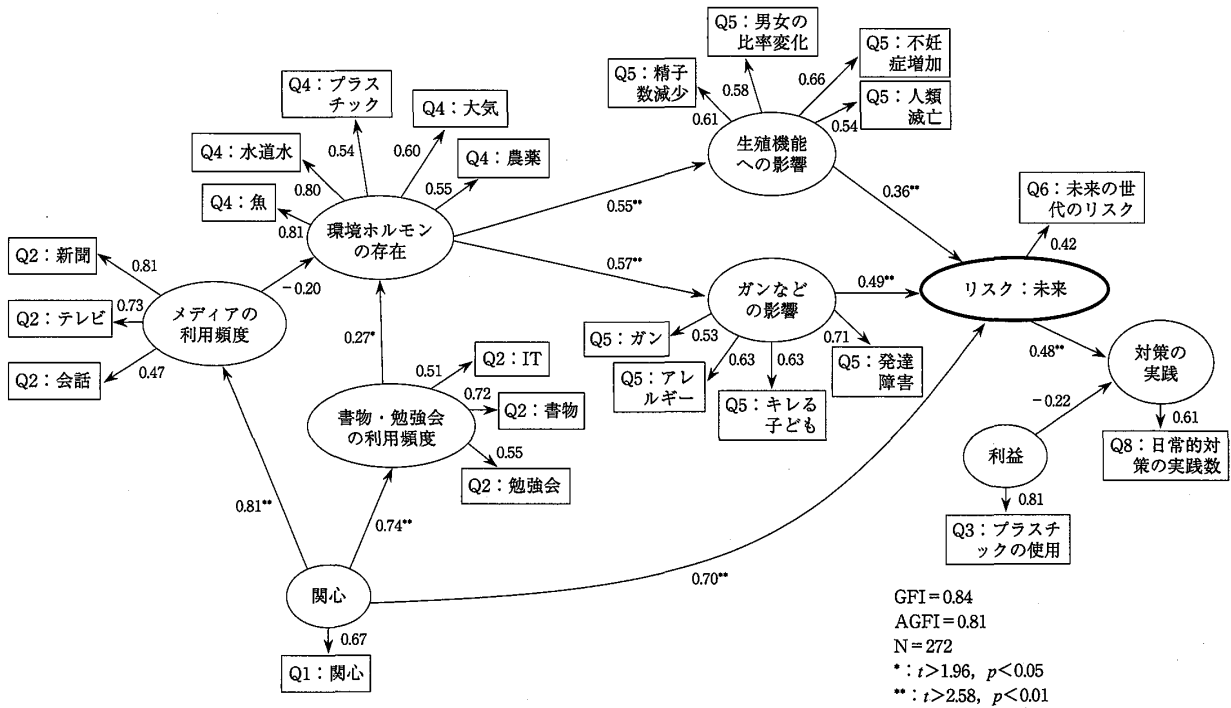 Q5：男女の
比率変化
Q5：不妊
症増加
Q5：精子
数減少
Q5：人類
滅亡
0.61
0.58
0.66
0.54
生殖機能
への影響
Q4：プラス
チック
Q4：大気
Q4：水道水
Q4：農薬
Q4：魚
0.54
0.60
0.80
0.55
0.81
環境ホルモン
の存在
0.55**
0.36**
Q6：未来の世
代のリスク
0.42
Q2：新聞
0.81
Q2：テレビ
0.73
Q2：会話
0.47
メディアの
利用頻度
−0.20
0.57**
ガンなど
の影響
0.49**
リスク：未来
Q5：ガン
0.53
Q5：アレ
ルギー
0.63
Q5：キレる
子ども
0.63
Q5：発達
障害
0.71
0.27*
0.51
Q2：IT
0.72
Q2：書物
0.55
Q2：勉強会
書物・勉強会
の利用頻度
0.48**
対策の
実践
−0.22
0.61
Q8：日常的対
策の実践数
利益
0.81
Q3：プラスチ
ックの使用
0.81**
0.74**
0.70**
関心
0.67
Q1：関心
GFI＝0.84
AGFI＝0.81
N＝272
*：t>1.96，p<0.05
**：t>2.58，p<0.01